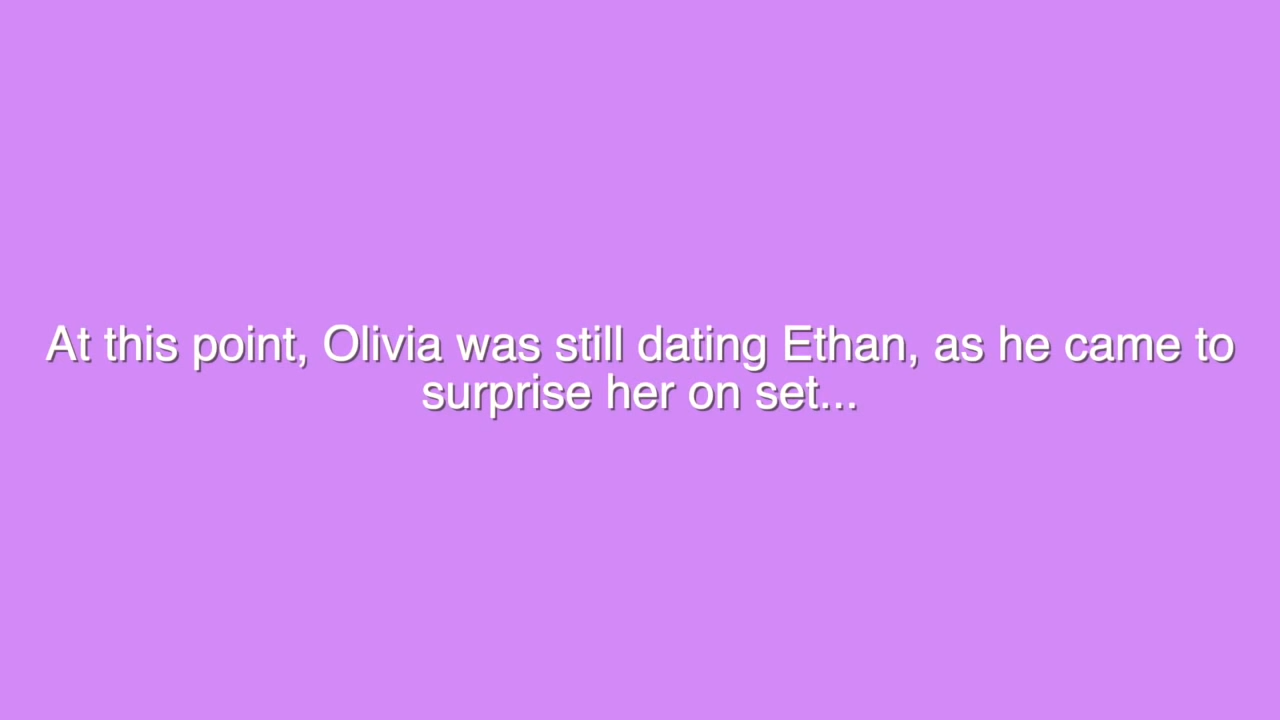 At this point, Olivia was still dating Ethan, as he came to
surprise her on set...